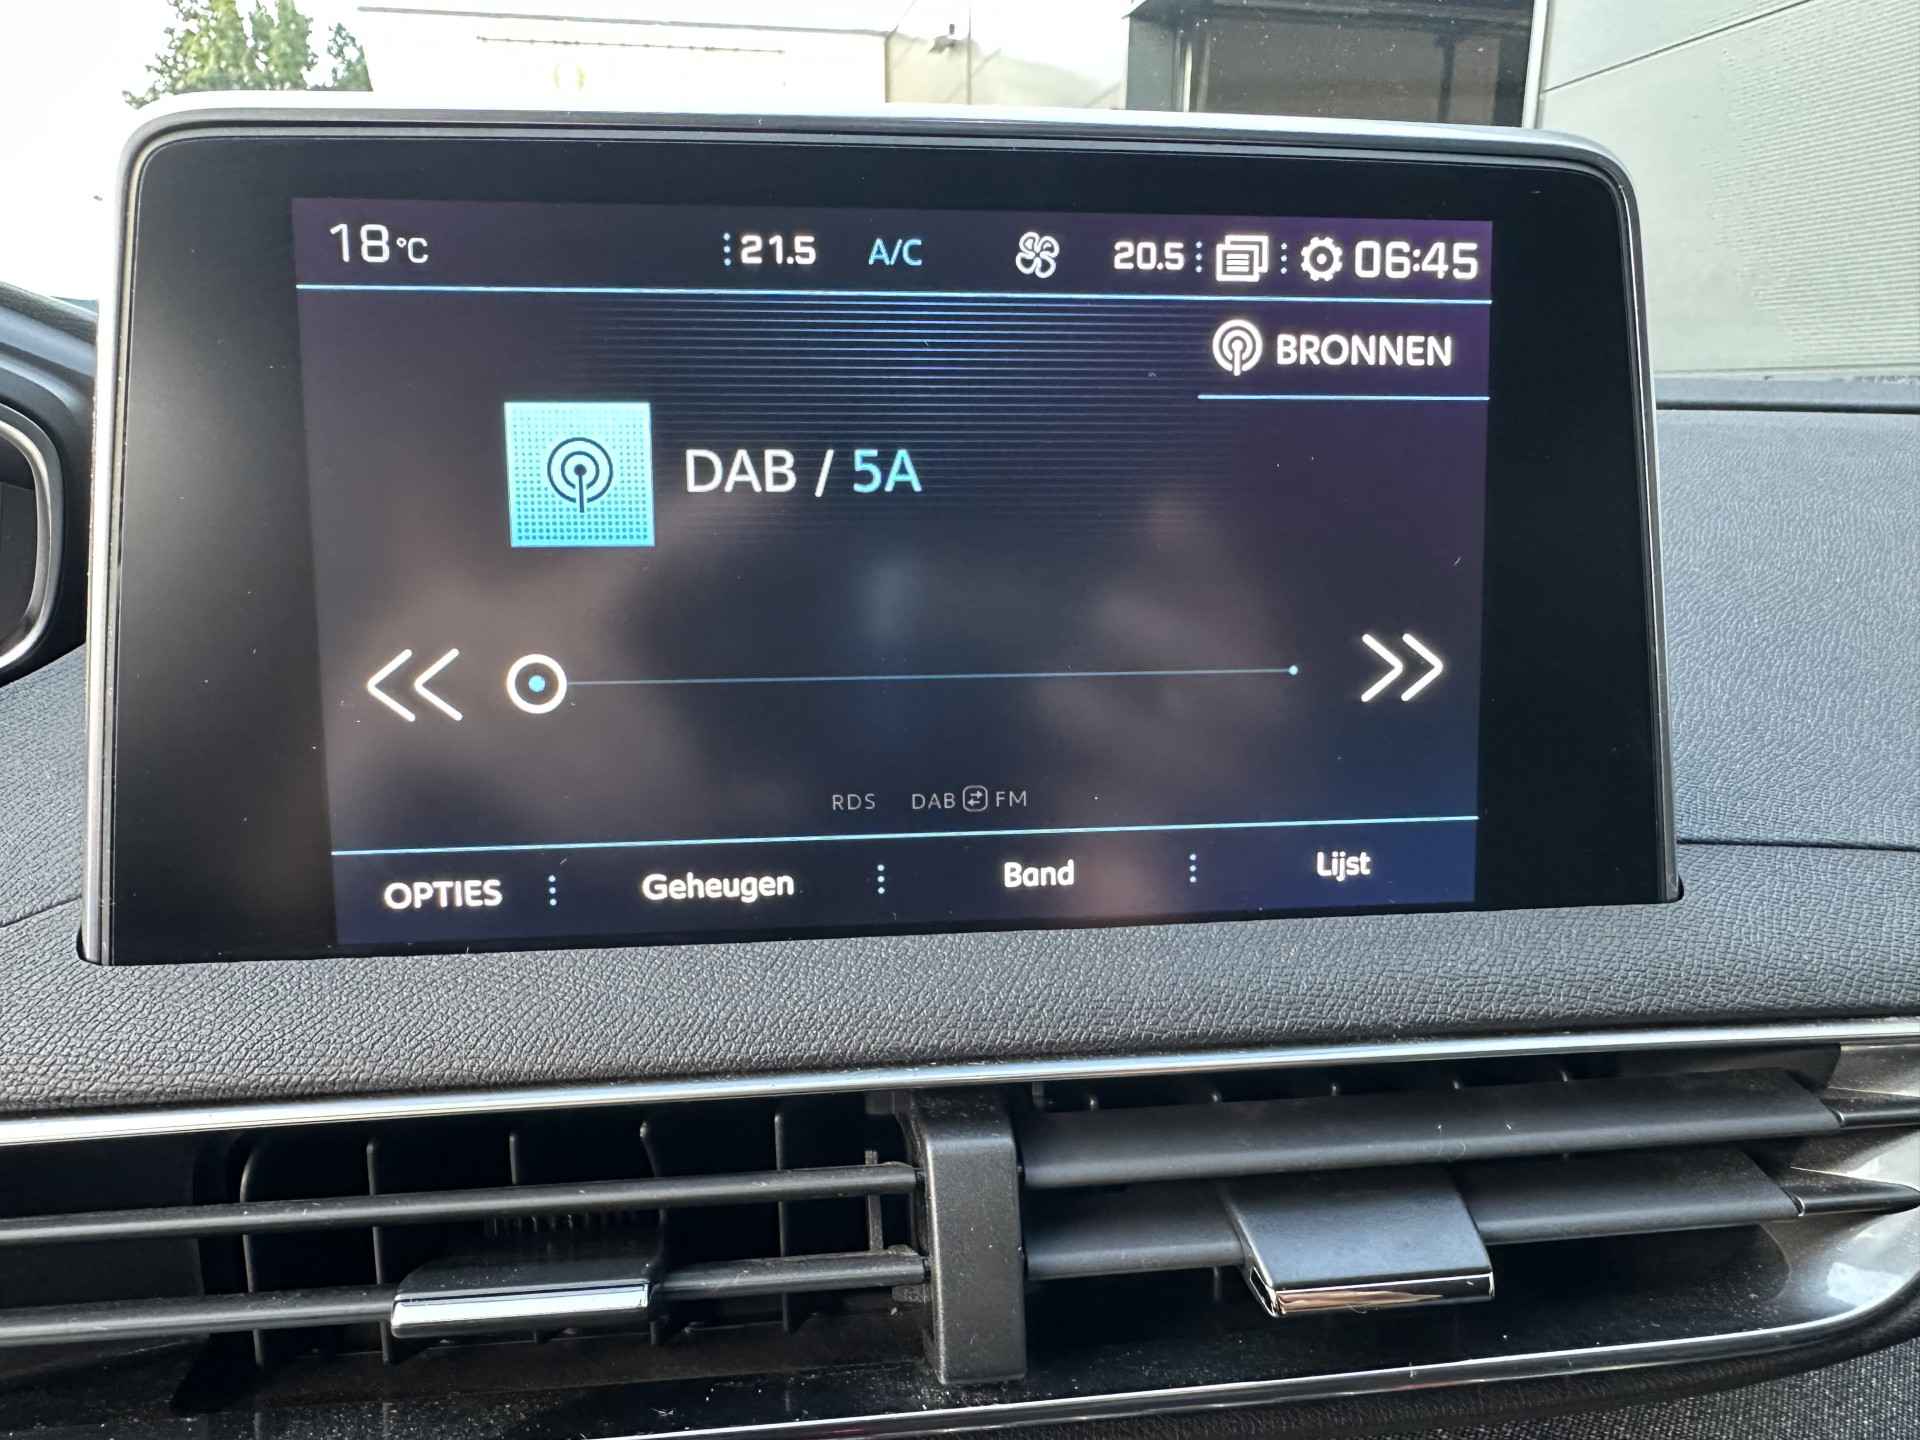 18°C 21.5 A/C 20.5 06:45
BRONNEN
DAB / 5A
RDS DAB FM
OPTIES Geheugen Band Lijst